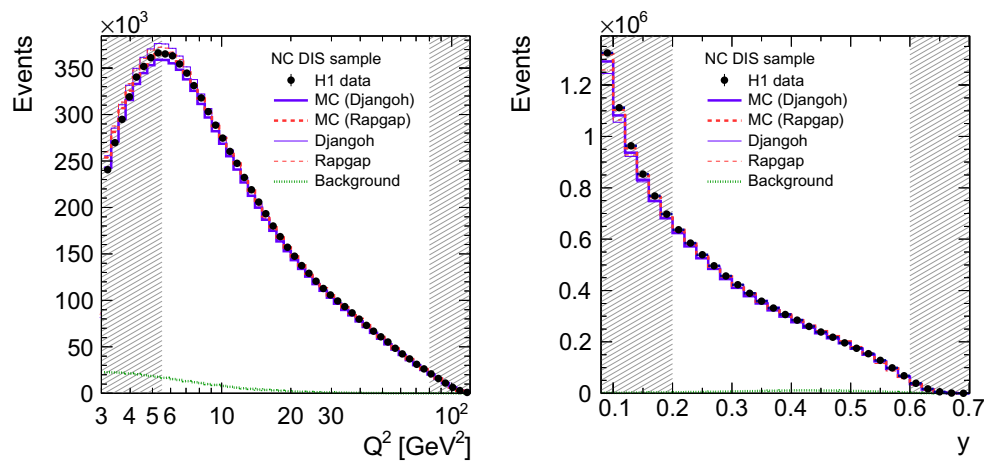 ×10³
Events
350
300
250
200
150
100
50
0
NC DIS sample
H1 data
MC (Djangoh)
MC (Rapgap)
Djangoh
Rapgap
Background
3 4 5 6 10 20 30 10²
Q² [GeV²]
×10⁶
Events
1.2
1
0.8
0.6
0.4
0.2
0
NC DIS sample
H1 data
MC (Djangoh)
MC (Rapgap)
Djangoh
Rapgap
Background
0.1 0.2 0.3 0.4 0.5 0.6 0.7
y